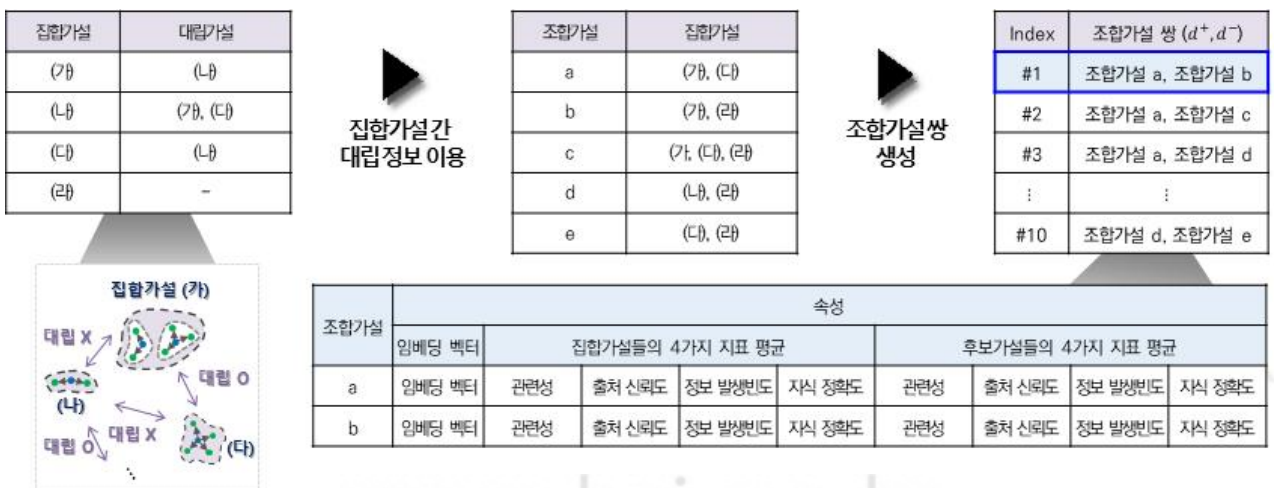 집합가설 대립가설
(가) (나)
(나) (가), (다)
(다) (나)
(라) -
집합가설 간
대립 정보 이용
조합가설 집합가설
a (가), (다)
b (가), (라)
c (가, (다), (라)
d (나), (라)
e (다), (라)
조합가설 쌍
생성
Index 조합가설 쌍 (d⁺,d⁻)
#1 조합가설 a, 조합가설 b
#2 조합가설 a, 조합가설 c
#3 조합가설 a, 조합가설 d
⋮ ⋮
#10 조합가설 d, 조합가설 e
집합가설 (가)
대립 X
대립 O
(나)
대립 X
(다)
대립 O
조합가설 속성
임베딩 벡터 집합가설들의 4가지 지표 평균 후보가설들의 4가지 지표 평균
a 임베딩 벡터 관련성 출처 신뢰도 정보 발생빈도 지식 정확도 관련성 출처 신뢰도 정보 발생빈도 지식 정확도
b 임베딩 벡터 관련성 출처 신뢰도 정보 발생빈도 지식 정확도 관련성 출처 신뢰도 정보 발생빈도 지식 정확도